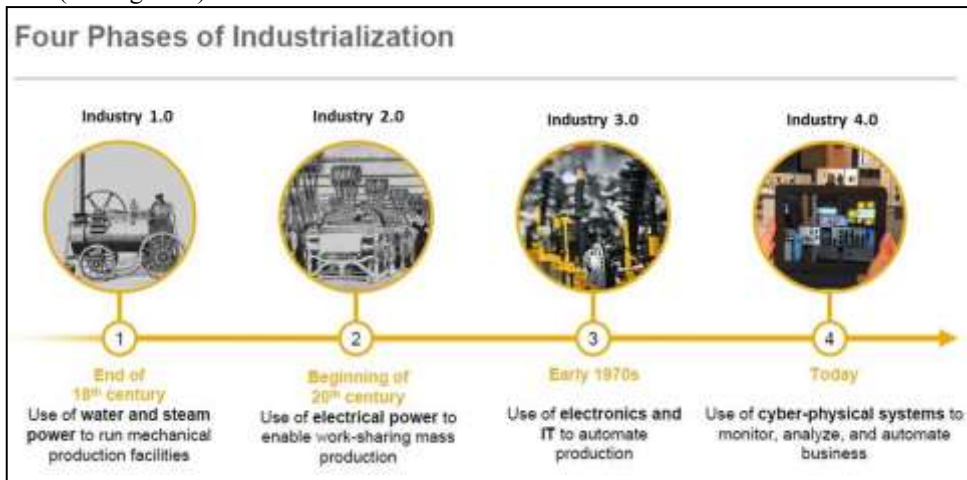 Four Phases of Industrialization
Industry 1.0
Industry 2.0
Industry 3.0
Industry 4.0
1
2
3
4
End of
18th century
Use of water and steam
power to run mechanical
production facilities
Beginning of
20th century
Use of electrical power to
enable work-sharing mass
production
Early 1970s
Use of electronics and
IT to automate
production
Today
Use of cyber-physical systems to
monitor, analyze, and automate
business